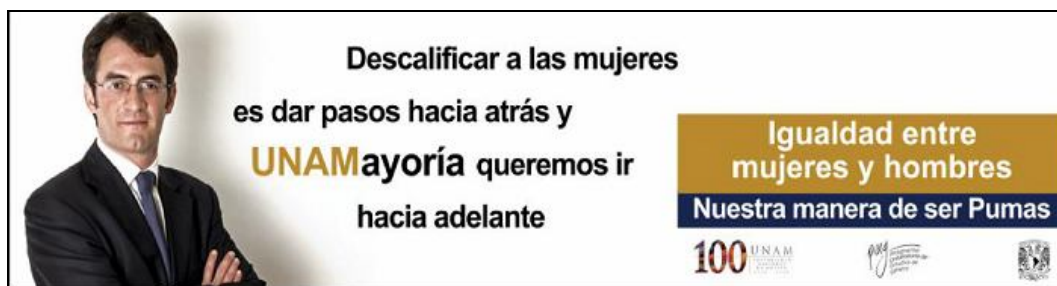 Descalificar a las mujeres
es dar pasos hacia atrás y
UNAMayoría queremos ir
hacia adelante
Igualdad entre
mujeres y hombres
Nuestra manera de ser Pumas
100 UNAM